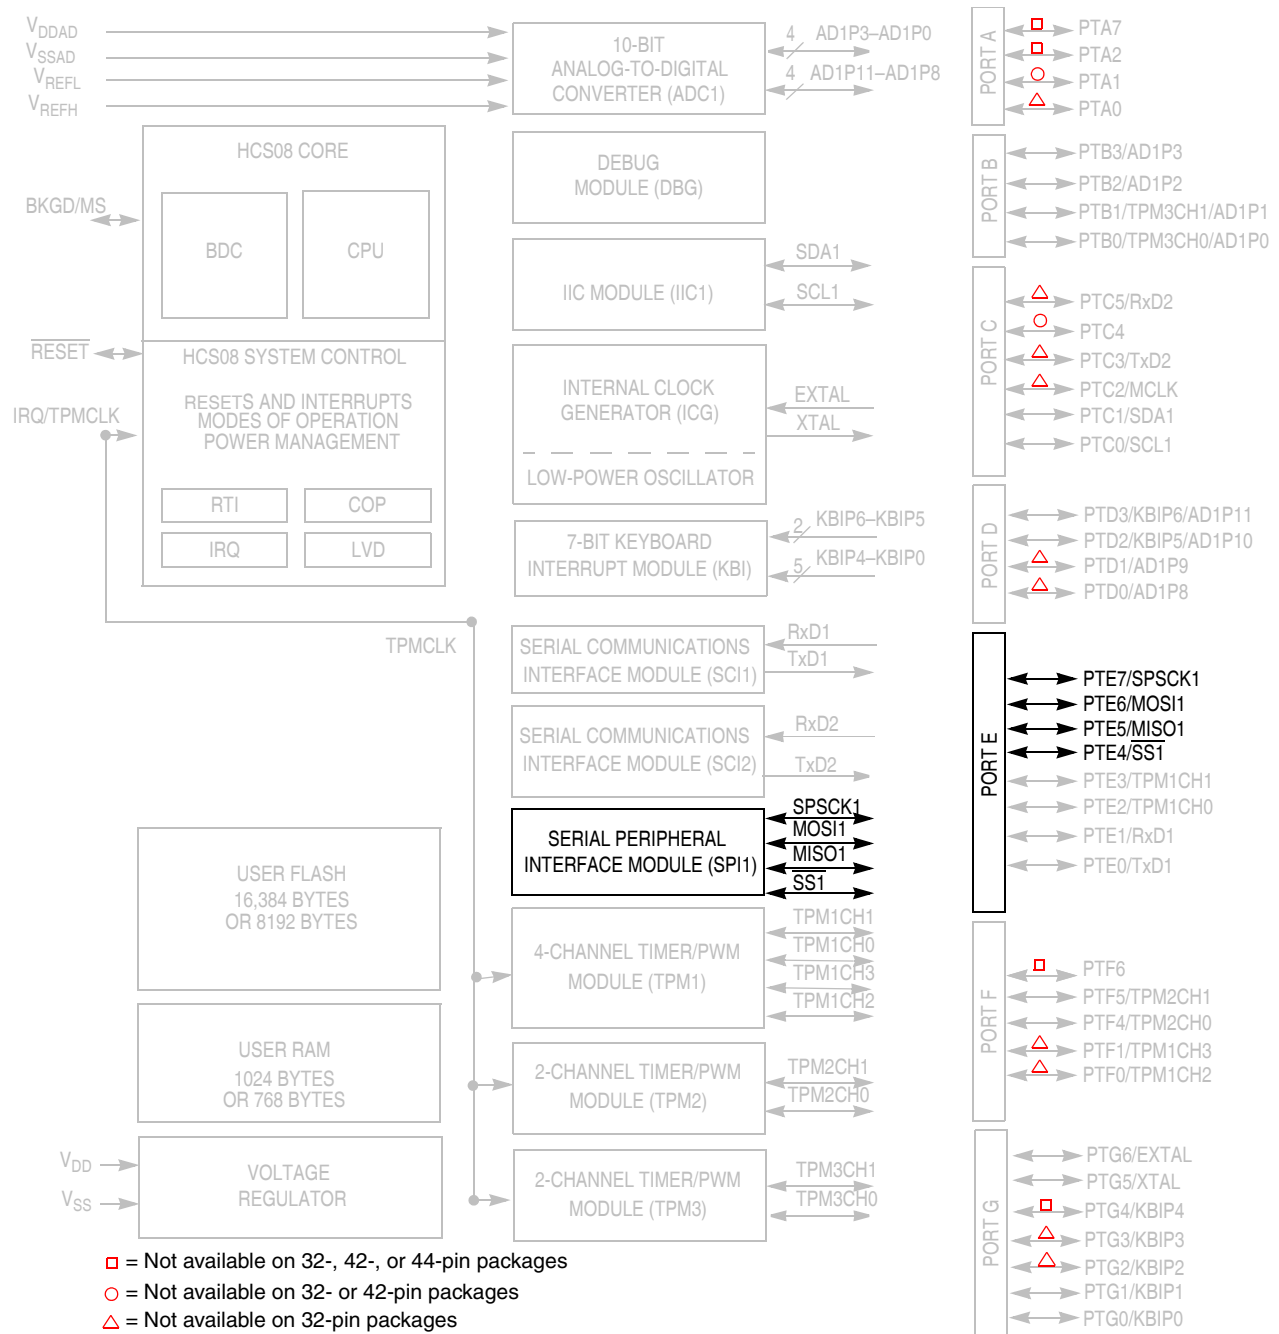 VDDAD
VSSAD
VREFL
VREFH
10-BIT
ANALOG-TO-DIGITAL
CONVERTER (ADC1)
4 AD1P3–AD1P0
4 AD1P11–AD1P8
HCS08 CORE
BDC
CPU
BKGD/MS
RESET
IRQ/TPMCLK
HCS08 SYSTEM CONTROL
RESETS AND INTERRUPTS
MODES OF OPERATION
POWER MANAGEMENT
RTI
COP
IRQ
LVD
TPMCLK
DEBUG
MODULE (DBG)
IIC MODULE (IIC1)
SDA1
SCL1
INTERNAL CLOCK
GENERATOR (ICG)
LOW-POWER OSCILLATOR
EXTAL
XTAL
7-BIT KEYBOARD
INTERRUPT MODULE (KBI)
2 KBIP6–KBIP5
5 KBIP4–KBIP0
SERIAL COMMUNICATIONS
INTERFACE MODULE (SCI1)
RxD1
TxD1
SERIAL COMMUNICATIONS
INTERFACE MODULE (SCI2)
RxD2
TxD2
SERIAL PERIPHERAL
INTERFACE MODULE (SPI1)
SPSCK1
MOSI1
MISO1
SS1
USER FLASH
16,384 BYTES
OR 8192 BYTES
4-CHANNEL TIMER/PWM
MODULE (TPM1)
TPM1CH1
TPM1CH0
TPM1CH3
TPM1CH2
USER RAM
1024 BYTES
OR 768 BYTES
2-CHANNEL TIMER/PWM
MODULE (TPM2)
TPM2CH1
TPM2CH0
VDD
VSS
VOLTAGE
REGULATOR
2-CHANNEL TIMER/PWM
MODULE (TPM3)
TPM3CH1
TPM3CH0
PORT A
PTA7
PTA2
PTA1
PTA0
PORT B
PTB3/AD1P3
PTB2/AD1P2
PTB1/TPM3CH1/AD1P1
PTB0/TPM3CH0/AD1P0
PORT C
PTC5/RxD2
PTC4
PTC3/TxD2
PTC2/MCLK
PTC1/SDA1
PTC0/SCL1
PORT D
PTD3/KBIP6/AD1P11
PTD2/KBIP5/AD1P10
PTD1/AD1P9
PTD0/AD1P8
PORT E
PTE7/SPSCK1
PTE6/MOSI1
PTE5/MISO1
PTE4/SS1
PTE3/TPM1CH1
PTE2/TPM1CH0
PTE1/RxD1
PTE0/TxD1
PORT F
PTF6
PTF5/TPM2CH1
PTF4/TPM2CH0
PTF1/TPM1CH3
PTF0/TPM1CH2
PORT G
PTG6/EXTAL
PTG5/XTAL
PTG4/KBIP4
PTG3/KBIP3
PTG2/KBIP2
PTG1/KBIP1
PTG0/KBIP0
= Not available on 32-, 42-, or 44-pin packages
= Not available on 32- or 42-pin packages
= Not available on 32-pin packages